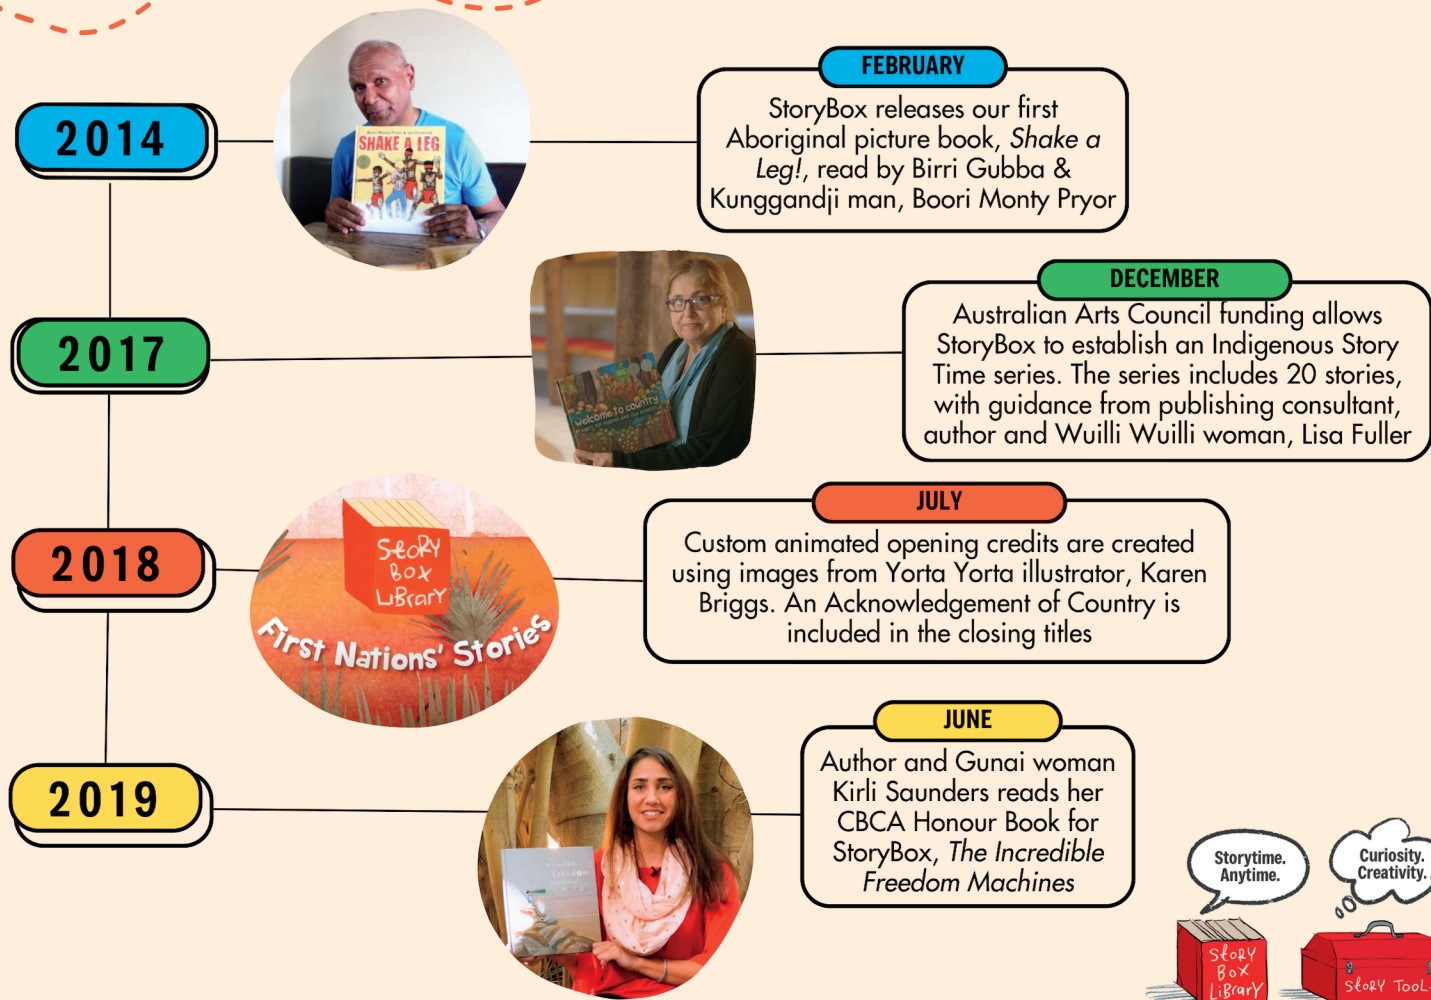 2014
SHAKE A LEG
FEBRUARY
StoryBox releases our first
Aboriginal picture book, Shake a
Leg!, read by Birri Gubba &
Kunggandji man, Boori Monty Pryor
2017
Welcome to Country
DECEMBER
Australian Arts Council funding allows
StoryBox to establish an Indigenous Story
Time series. The series includes 20 stories,
with guidance from publishing consultant,
author and Wuilli Wuilli woman, Lisa Fuller
2018
StoRY
BoX
LiBrarY
First Nations' Stories
JULY
Custom animated opening credits are created
using images from Yorta Yorta illustrator, Karen
Briggs. An Acknowledgement of Country is
included in the closing titles
2019
incredible
freedom
JUNE
Author and Gunai woman
Kirli Saunders reads her
CBCA Honour Book for
StoryBox, The Incredible
Freedom Machines
Storytime.
Anytime.
Curiosity.
Creativity.
StoRY
BoX
LiBrarY
StoRY TooL